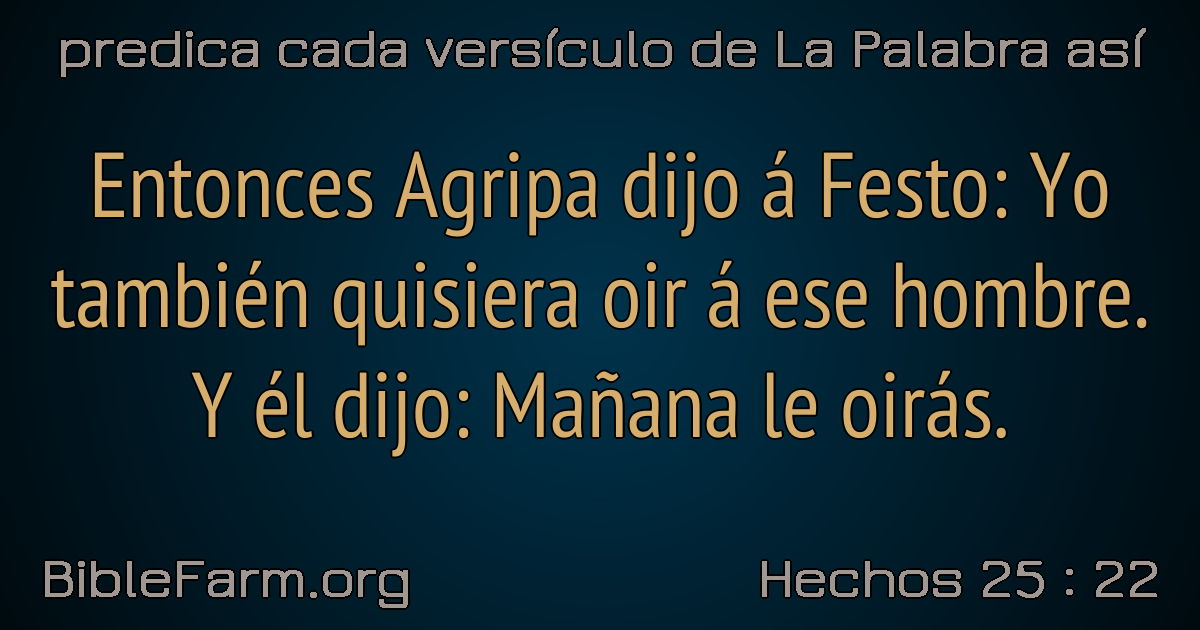 predica cada versículo de La Palabra así
Entonces Agripa dijo á Festo: Yo
también quisiera oir á ese hombre.
Y él dijo: Mañana le oirás.
BibleFarm.org
Hechos 25 : 22